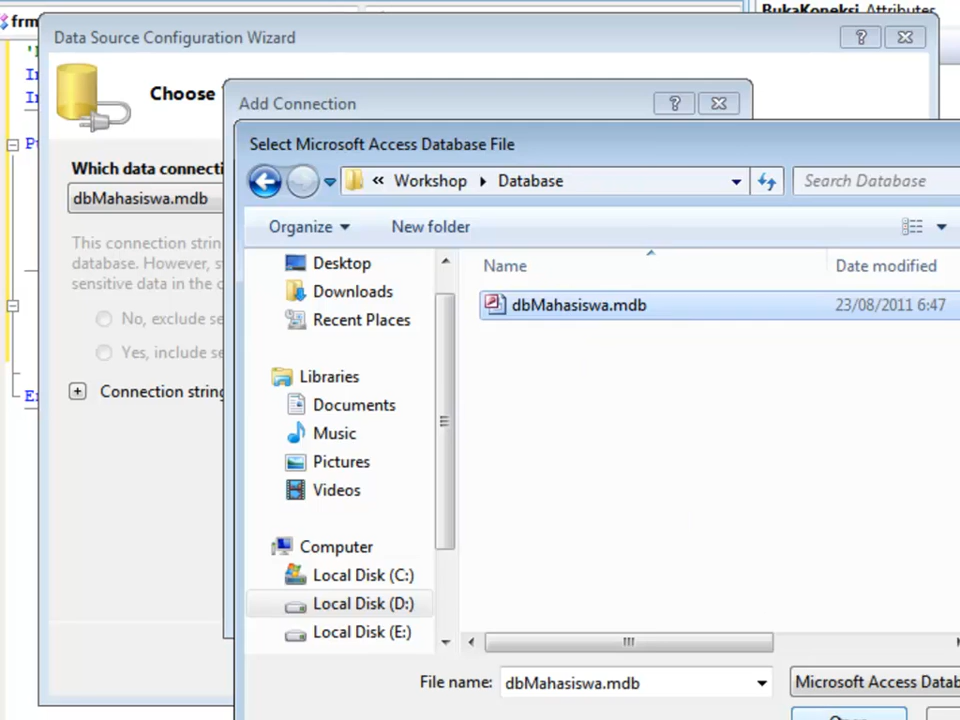 frm
BukaKoneksi Attributes
Data Source Configuration Wizard
Choose
Add Connection
Select Microsoft Access Database File
Which data connecti
« Workshop Database
Search Database
dbMahasiswa.mdb
Organize
New folder
This connection strin
database. However, s
sensitive data in the c
Desktop
Downloads
Recent Places
Name
Date modified
dbMahasiswa.mdb
23/08/2011 6:47
No, exclude se
Yes, include se
Connection string
Libraries
Documents
Music
Pictures
Videos
Computer
Local Disk (C:)
Local Disk (D:)
Local Disk (E:)
File name:
dbMahasiswa.mdb
Microsoft Access Datab